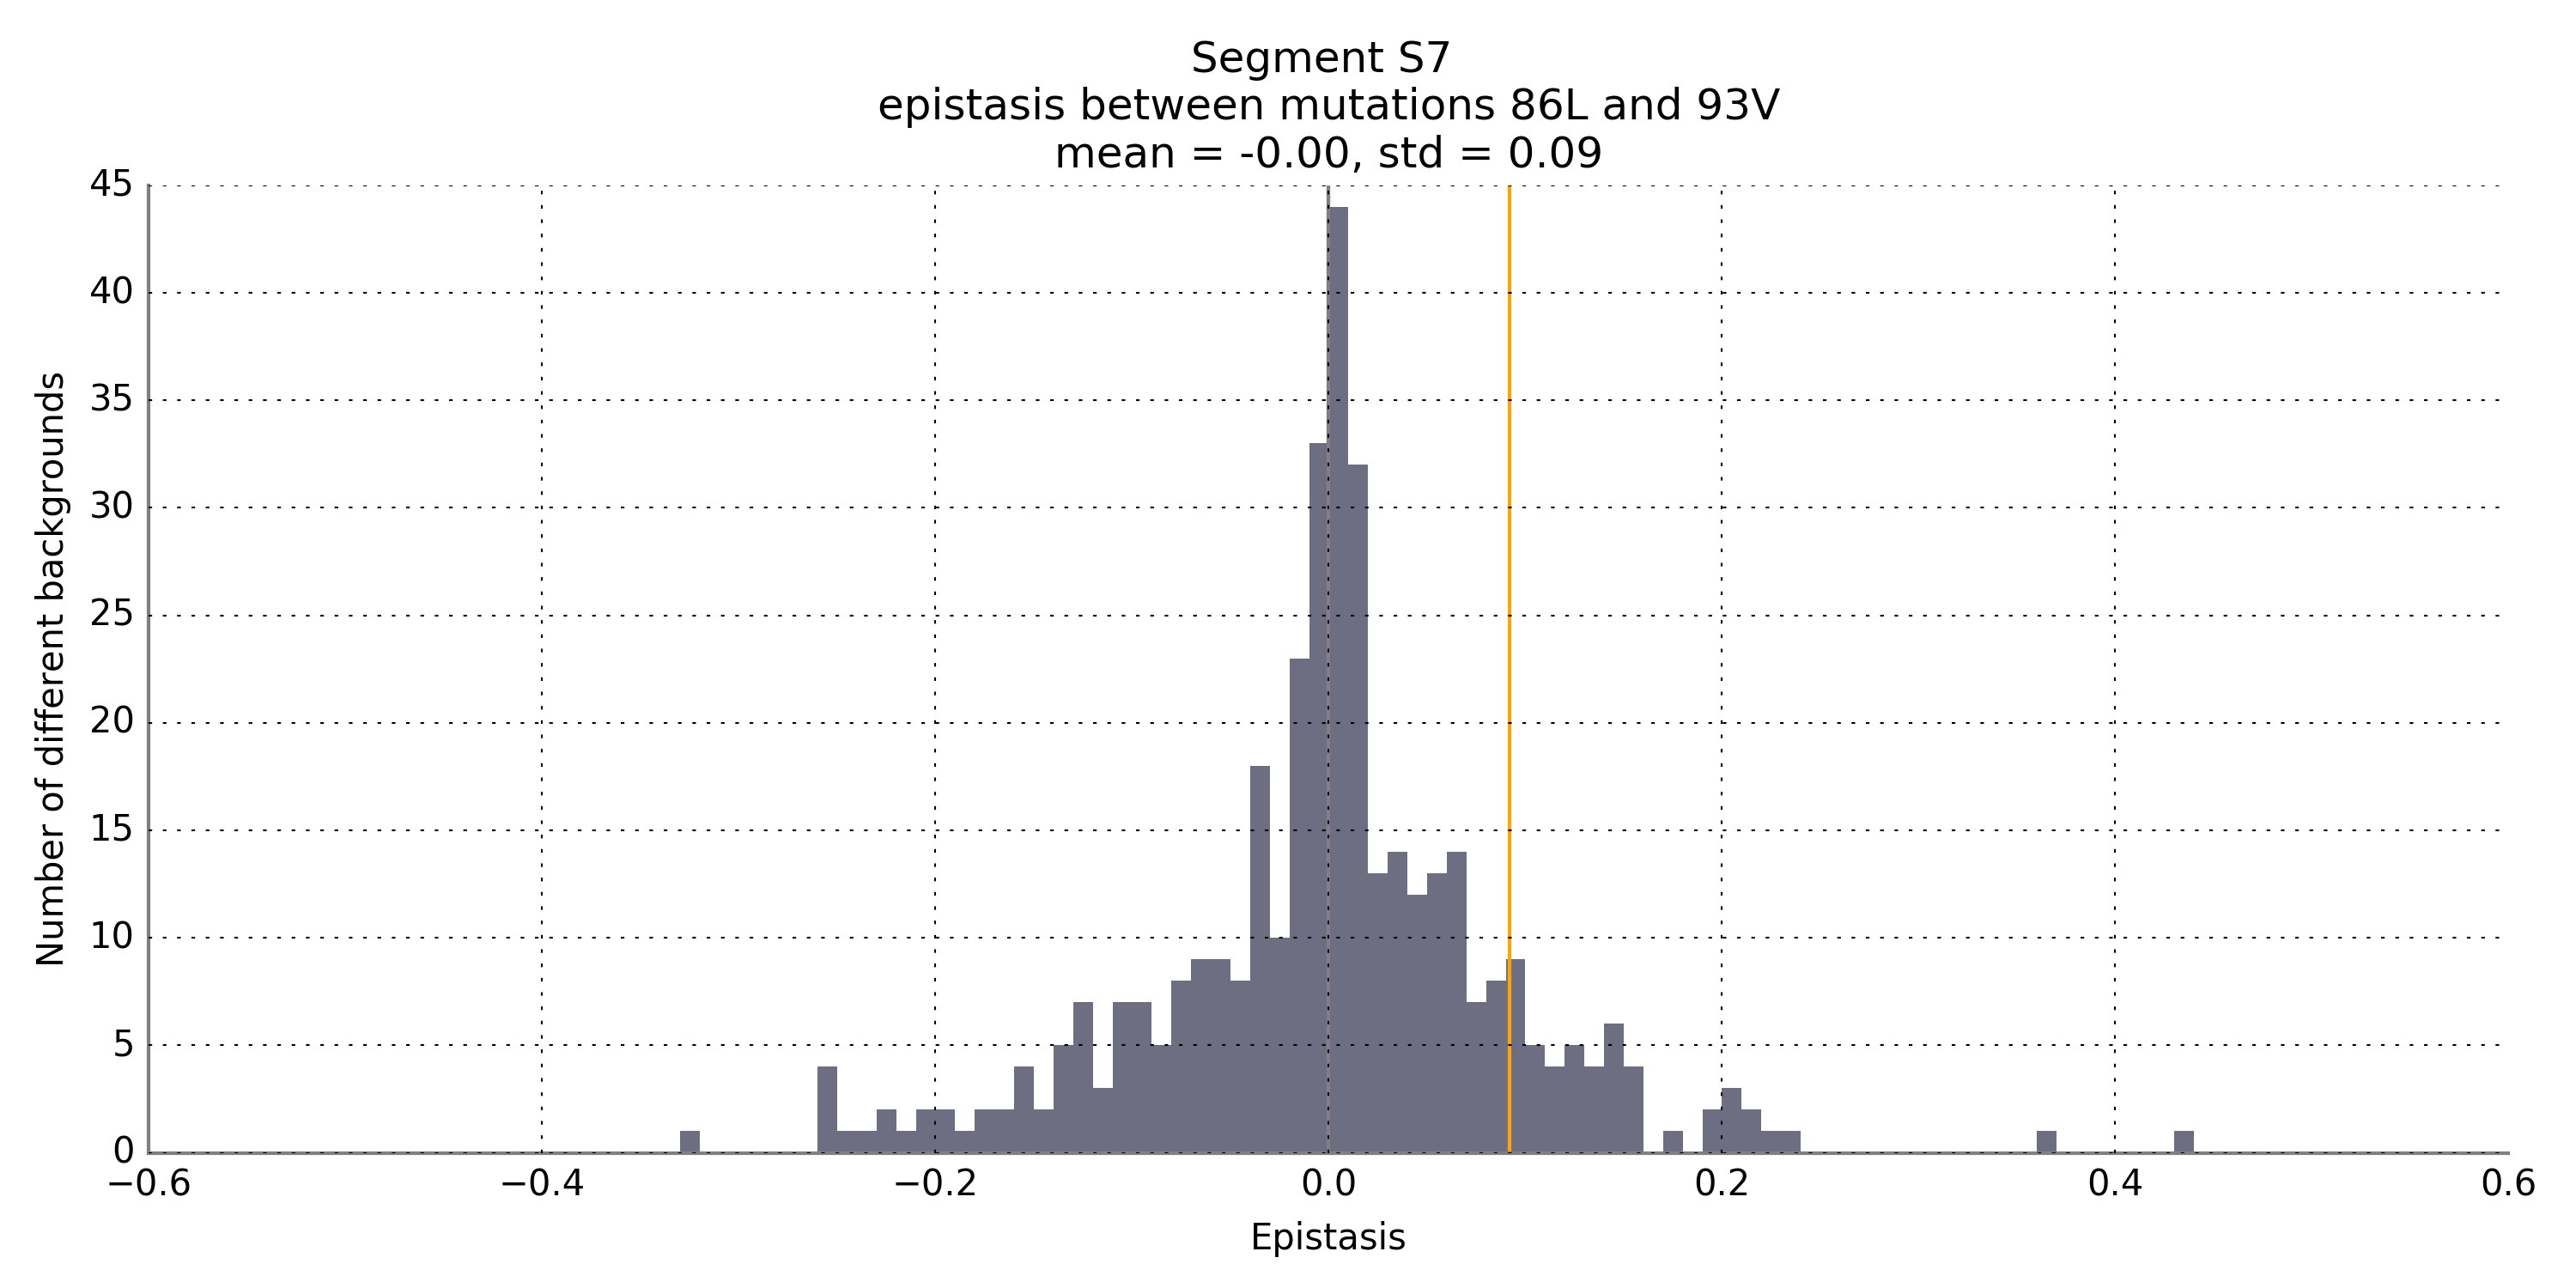 Segment S7
epistasis between mutations 86L and 93V
mean = -0.00, std = 0.09
Number of different backgrounds
45
40
35
30
25
20
15
10
5
0
−0.6 −0.4 −0.2 0.0 0.2 0.4 0.6
Epistasis